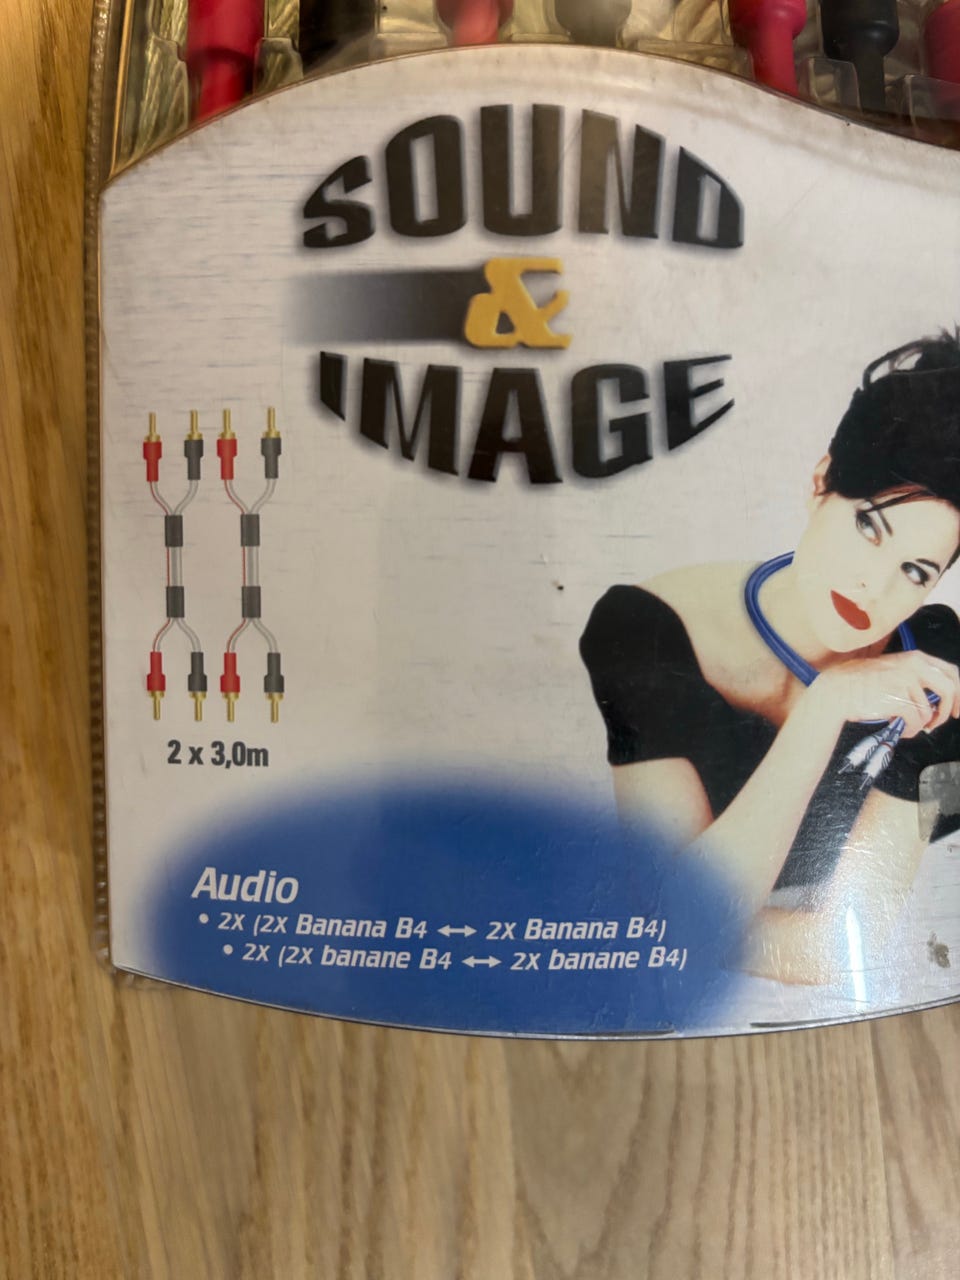 SOUND
&
IMAGE
2 x 3,0m
Audio
• 2X (2X Banana B4 ↔ 2X Banana B4)
• 2X (2X banane B4 ↔ 2X banane B4)